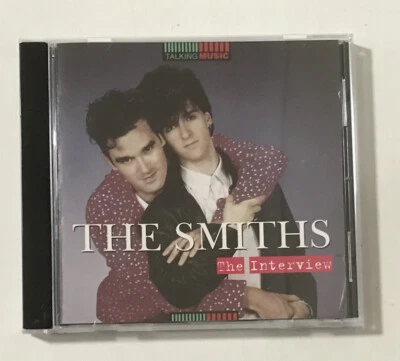 TALKING MUSIC
THE SMITHS
The Interview